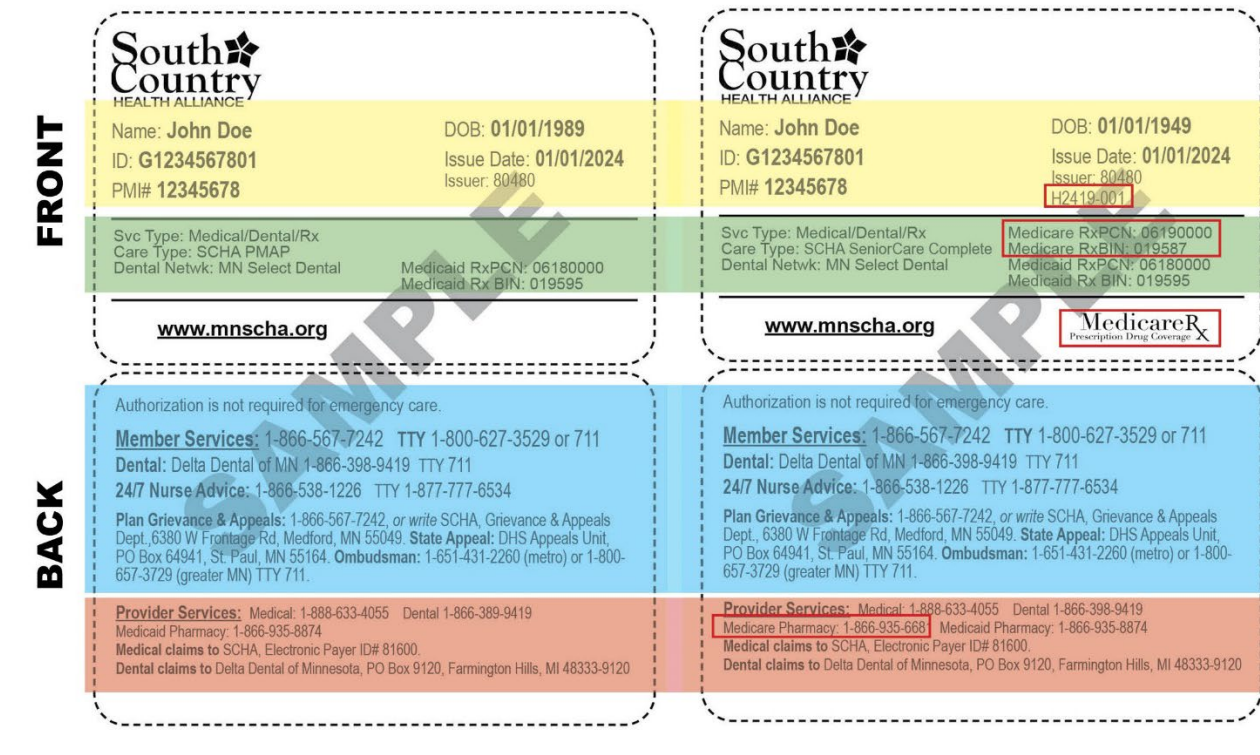 FRONT
South
Country
HEALTH ALLIANCE
Name: John Doe
DOB: 01/01/1989
ID: G1234567801
Issue Date: 01/01/2024
PMI# 12345678
Issuer: 80480
Svc Type: Medical/Dental/Rx
Care Type: SCHA PMAP
Dental Netwk: MN Select Dental
Medicaid RxPCN: 06180000
Medicaid Rx BIN: 019595
www.mnscha.org
South
Country
HEALTH ALLIANCE
Name: John Doe
DOB: 01/01/1949
ID: G1234567801
Issue Date: 01/01/2024
PMI# 12345678
Issuer: 80480
H2419-001
Svc Type: Medical/Dental/Rx
Medicare RxPCN: 06190000
Care Type: SCHA SeniorCare Complete
Medicare RxBIN: 019587
Dental Netwk: MN Select Dental
Medicaid RxPCN: 06180000
Medicaid Rx BIN: 019595
www.mnscha.org
MedicareRx
Prescription Drug Coverage
SAMPLE
SAMPLE
BACK
Authorization is not required for emergency care.
Member Services: 1-866-567-7242 TTY 1-800-627-3529 or 711
Dental: Delta Dental of MN 1-866-398-9419 TTY 711
24/7 Nurse Advice: 1-866-538-1226 TTY 1-877-777-6534
Plan Grievance & Appeals: 1-866-567-7242, or write SCHA, Grievance & Appeals
Dept.,6380 W Frontage Rd, Medford, MN 55049. State Appeal: DHS Appeals Unit,
PO Box 64941, St. Paul, MN 55164. Ombudsman: 1-651-431-2260 (metro) or 1-800-
657-3729 (greater MN) TTY 711.
Provider Services: Medical: 1-888-633-4055 Dental 1-866-389-9419
Medicaid Pharmacy: 1-866-935-8874
Medical claims to SCHA, Electronic Payer ID# 81600.
Dental claims to Delta Dental of Minnesota, PO Box 9120, Farmington Hills, MI 48333-9120
Authorization is not required for emergency care.
Member Services: 1-866-567-7242 TTY 1-800-627-3529 or 711
Dental: Delta Dental of MN 1-866-398-9419 TTY 711
24/7 Nurse Advice: 1-866-538-1226 TTY 1-877-777-6534
Plan Grievance & Appeals: 1-866-567-7242, or write SCHA, Grievance & Appeals
Dept., 6380 W Frontage Rd, Medford, MN 55049. State Appeal: DHS Appeals Unit,
PO Box 64941, St. Paul, MN 55164. Ombudsman: 1-651-431-2260 (metro) or 1-800-
657-3729 (greater MN) TTY 711.
Provider Services: Medical: 1-888-633-4055 Dental 1-866-398-9419
Medicare Pharmacy: Medicaid Pharmacy: 1-866-935-8874
Medical claims to SCHA, Electronic Payer ID# 81600.
Dental claims to Delta Dental of Minnesota, PO Box 9120, Farmington Hills, MI 48333-9120